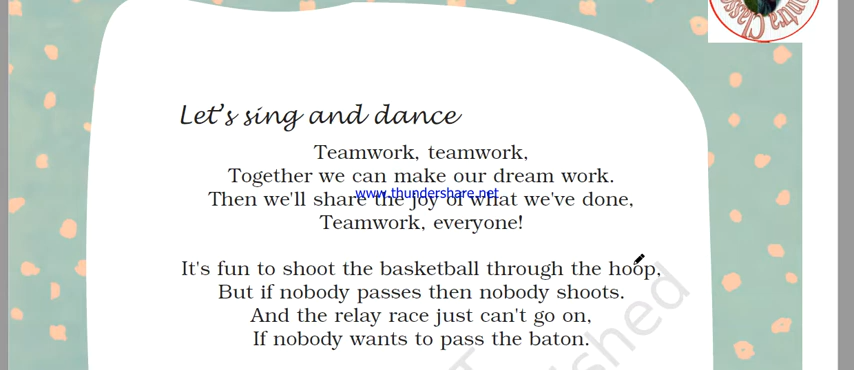 Let's sing and dance
Teamwork, teamwork,
Together we can make our dream work.
www.thundershare.net
Then we'll share the joy of what we've done,
Teamwork, everyone!
It's fun to shoot the basketball through the hoop,
But if nobody passes then nobody shoots.
And the relay race just can't go on,
If nobody wants to pass the baton.